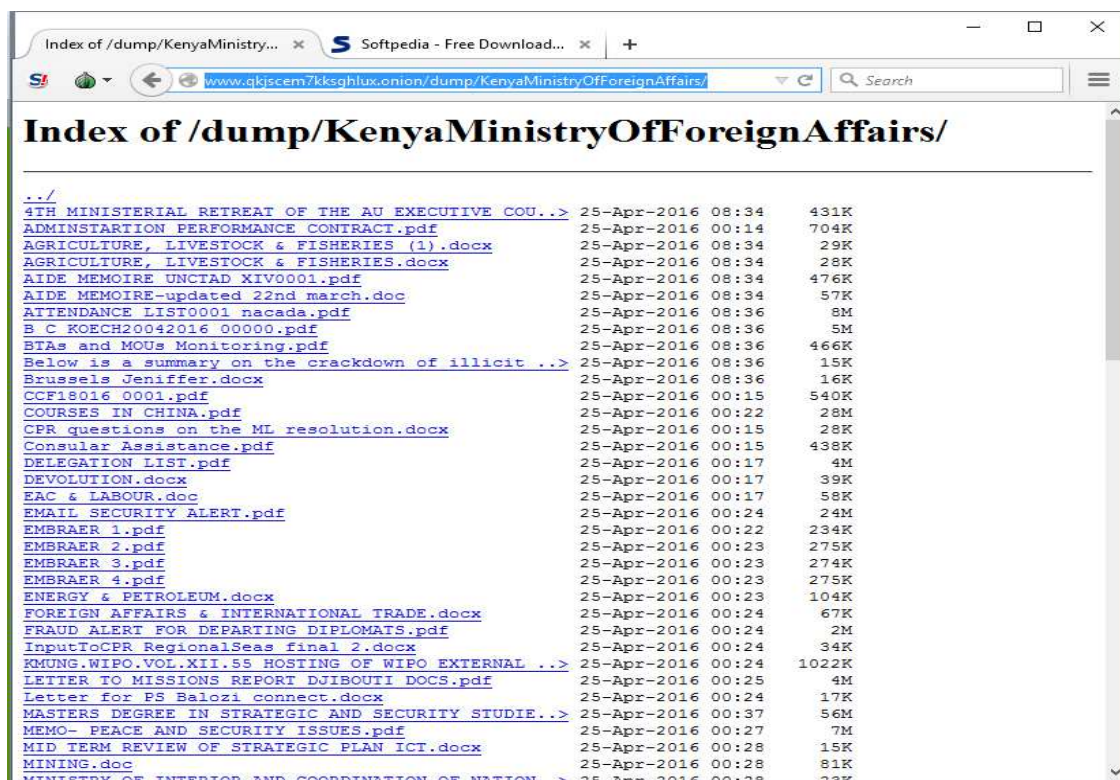 Index of /dump/KenyaMinistry... × Softpedia - Free Download... × +
S! www.qkjscem7kksghlux.onion/dump/KenyaMinistryOfForeignAffairs/ Search
Index of /dump/KenyaMinistryOfForeignAffairs/
../
4TH MINISTERIAL RETREAT OF THE AU EXECUTIVE COU..> 25-Apr-2016 08:34 431K
ADMINSTARTION PERFORMANCE CONTRACT.pdf 25-Apr-2016 00:14 704K
AGRICULTURE, LIVESTOCK & FISHERIES (1).docx 25-Apr-2016 08:34 29K
AGRICULTURE, LIVESTOCK & FISHERIES.docx 25-Apr-2016 08:34 28K
AIDE MEMOIRE UNCTAD XIV0001.pdf 25-Apr-2016 08:34 476K
AIDE MEMOIRE-updated 22nd march.doc 25-Apr-2016 08:34 57K
ATTENDANCE LIST0001 nacada.pdf 25-Apr-2016 08:36 8M
B C KOECH20042016 00000.pdf 25-Apr-2016 08:36 5M
BTAs and MOUs Monitoring.pdf 25-Apr-2016 08:36 466K
Below is a summary on the crackdown of illicit ..> 25-Apr-2016 08:36 15K
Brussels Jeniffer.docx 25-Apr-2016 08:36 16K
CCF18016 0001.pdf 25-Apr-2016 00:15 540K
COURSES IN CHINA.pdf 25-Apr-2016 00:22 28M
CPR questions on the ML resolution.docx 25-Apr-2016 00:15 28K
Consular Assistance.pdf 25-Apr-2016 00:15 438K
DELEGATION LIST.pdf 25-Apr-2016 00:17 4M
DEVOLUTION.docx 25-Apr-2016 00:17 39K
EAC & LABOUR.doc 25-Apr-2016 00:17 58K
EMAIL SECURITY ALERT.pdf 25-Apr-2016 00:24 24M
EMBRAER 1.pdf 25-Apr-2016 00:22 234K
EMBRAER 2.pdf 25-Apr-2016 00:23 275K
EMBRAER 3.pdf 25-Apr-2016 00:23 274K
EMBRAER 4.pdf 25-Apr-2016 00:23 275K
ENERGY & PETROLEUM.docx 25-Apr-2016 00:23 104K
FOREIGN AFFAIRS & INTERNATIONAL TRADE.docx 25-Apr-2016 00:24 67K
FRAUD ALERT FOR DEPARTING DIPLOMATS.pdf 25-Apr-2016 00:24 2M
InputToCPR RegionalSeas final 2.docx 25-Apr-2016 00:24 34K
KMUNG.WIPO.VOL.XII.55 HOSTING OF WIPO EXTERNAL ..> 25-Apr-2016 00:24 1022K
LETTER TO MISSIONS REPORT DJIBOUTI DOCS.pdf 25-Apr-2016 00:25 4M
Letter for PS Balozi connect.docx 25-Apr-2016 00:24 17K
MASTERS DEGREE IN STRATEGIC AND SECURITY STUDIE..> 25-Apr-2016 00:37 56M
MEMO- PEACE AND SECURITY ISSUES.pdf 25-Apr-2016 00:27 7M
MID TERM REVIEW OF STRATEGIC PLAN ICT.docx 25-Apr-2016 00:28 15K
MINING.doc 25-Apr-2016 00:28 81K
MINISTRY OF INTERIOR AND COORDINATION OF NATION..> 25-Apr-2016 00:28